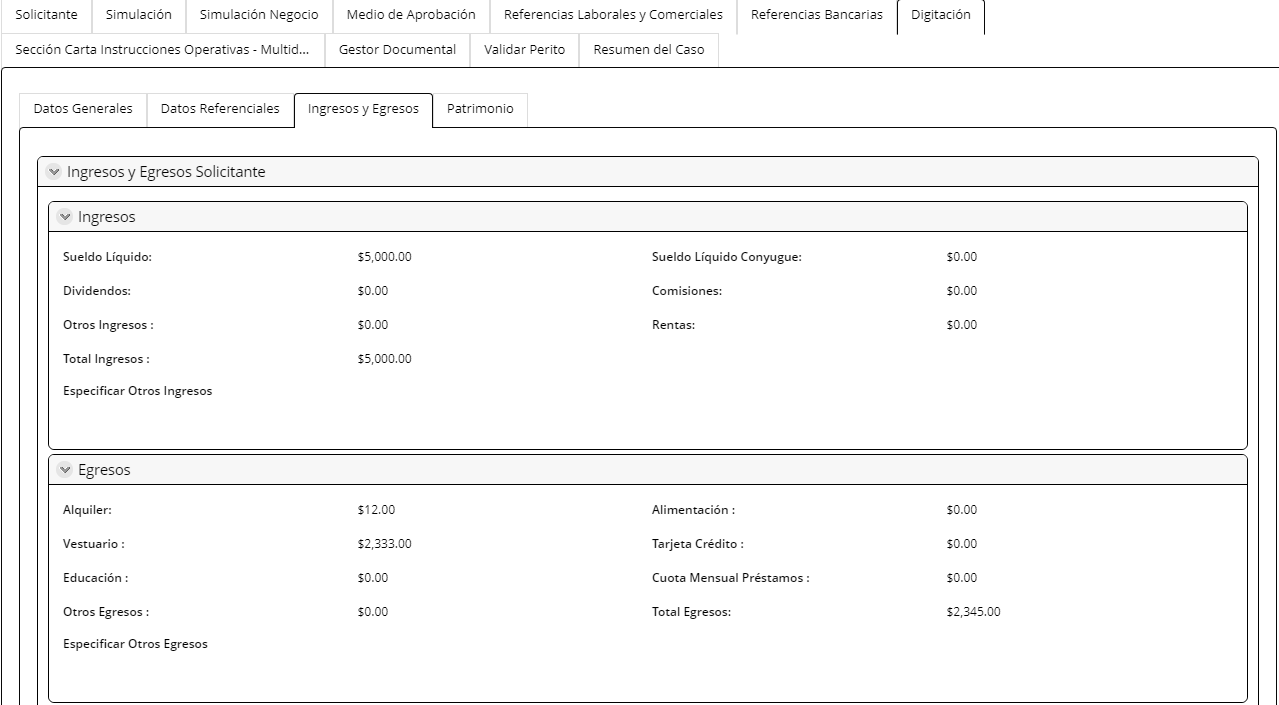 Solicitante Simulación Simulación Negocio Medio de Aprobación Referencias Laborales y Comerciales Referencias Bancarias Digitación
Sección Carta Instrucciones Operativas - Multid... Gestor Documental Validar Perito Resumen del Caso
Datos Generales Datos Referenciales Ingresos y Egresos Patrimonio
Ingresos y Egresos Solicitante
Ingresos
Sueldo Líquido: $5,000.00 Sueldo Líquido Conyugue: $0.00
Dividendos: $0.00 Comisiones: $0.00
Otros Ingresos : $0.00 Rentas: $0.00
Total Ingresos : $5,000.00
Especificar Otros Ingresos
Egresos
Alquiler: $12.00 Alimentación : $0.00
Vestuario : $2,333.00 Tarjeta Crédito : $0.00
Educación : $0.00 Cuota Mensual Préstamos : $0.00
Otros Egresos : $0.00 Total Egresos: $2,345.00
Especificar Otros Egresos